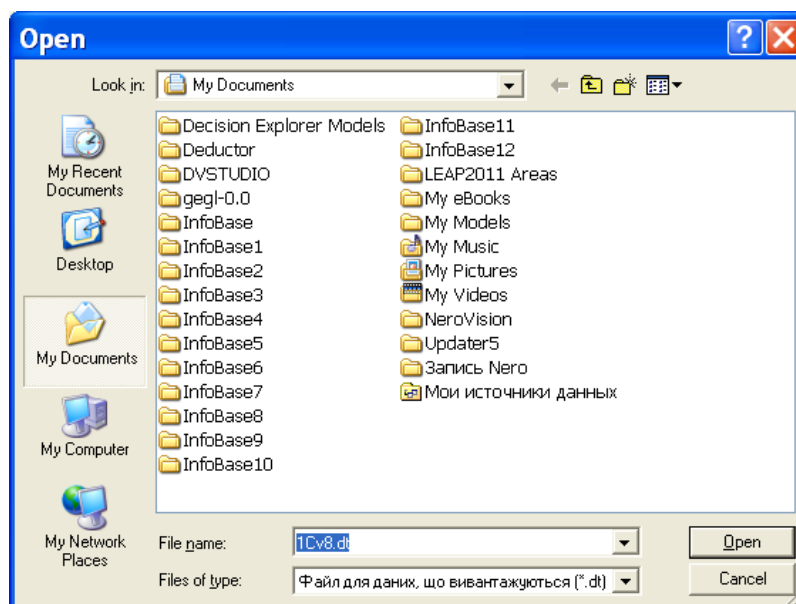 Open
Look in:
My Documents
My Recent
Documents
Desktop
My Documents
My Computer
My Network
Places
Decision Explorer Models
Deductor
DVSTUDIO
gegl-0.0
InfoBase
InfoBase1
InfoBase2
InfoBase3
InfoBase4
InfoBase5
InfoBase6
InfoBase7
InfoBase8
InfoBase9
InfoBase10
InfoBase11
InfoBase12
LEAP2011 Areas
My eBooks
My Models
My Music
My Pictures
My Videos
NeroVision
Updater5
Запись Nero
Мои источники данных
File name:
1Cv8.dt
Open
Files of type:
Файл для даних, що вивантажуються (*.dt)
Cancel